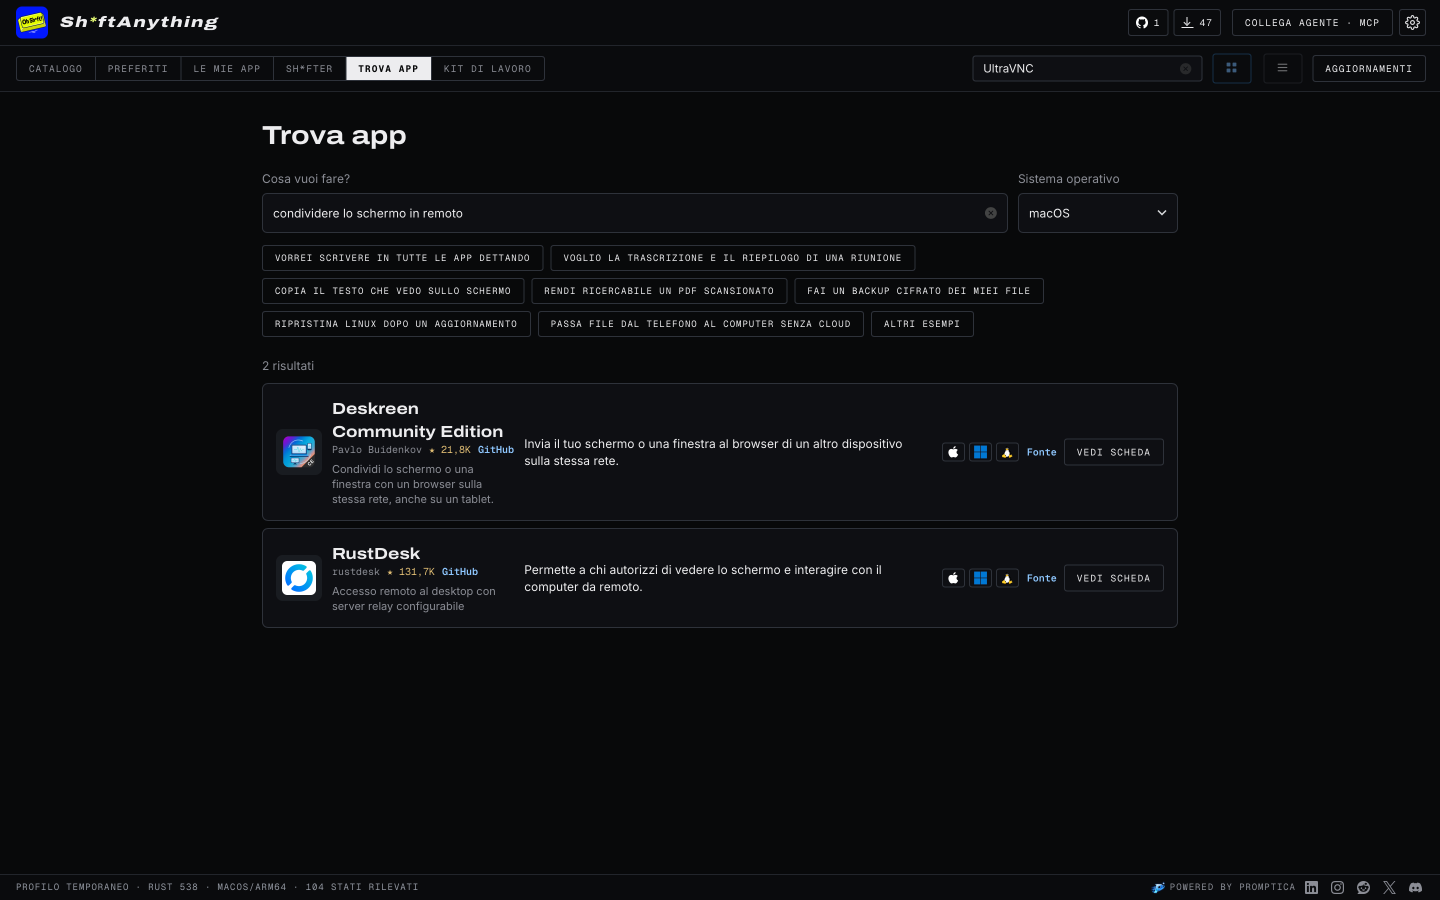 Sh*ftAnything
1
47
COLLEGA AGENTE · MCP
CATALOGO
PREFERITI
LE MIE APP
SH*FTER
TROVA APP
KIT DI LAVORO
UltraVNC
AGGIORNAMENTI
Trova app
Cosa vuoi fare?
Sistema operativo
condividere lo schermo in remoto
macOS
VORREI SCRIVERE IN TUTTE LE APP DETTANDO
VOGLIO LA TRASCRIZIONE E IL RIEPILOGO DI UNA RIUNIONE
COPIA IL TESTO CHE VEDO SULLO SCHERMO
RENDI RICERCABILE UN PDF SCANSIONATO
FAI UN BACKUP CIFRATO DEI MIEI FILE
RIPRISTINA LINUX DOPO UN AGGIORNAMENTO
PASSA FILE DAL TELEFONO AL COMPUTER SENZA CLOUD
ALTRI ESEMPI
2 risultati
Deskreen
Community Edition
Pavlo Buidenkov ★ 21,8K GitHub
Condividi lo schermo o una
finestra con un browser sulla
stessa rete, anche su un tablet.
Invia il tuo schermo o una finestra al browser di un altro dispositivo
sulla stessa rete.
Fonte
VEDI SCHEDA
RustDesk
rustdesk ★ 131,7K GitHub
Accesso remoto al desktop con
server relay configurabile
Permette a chi autorizzi di vedere lo schermo e interagire con il
computer da remoto.
Fonte
VEDI SCHEDA
PROFILO TEMPORANEO · RUST 538 · MACOS/ARM64 · 104 STATI RILEVATI
POWERED BY PROMPTICA